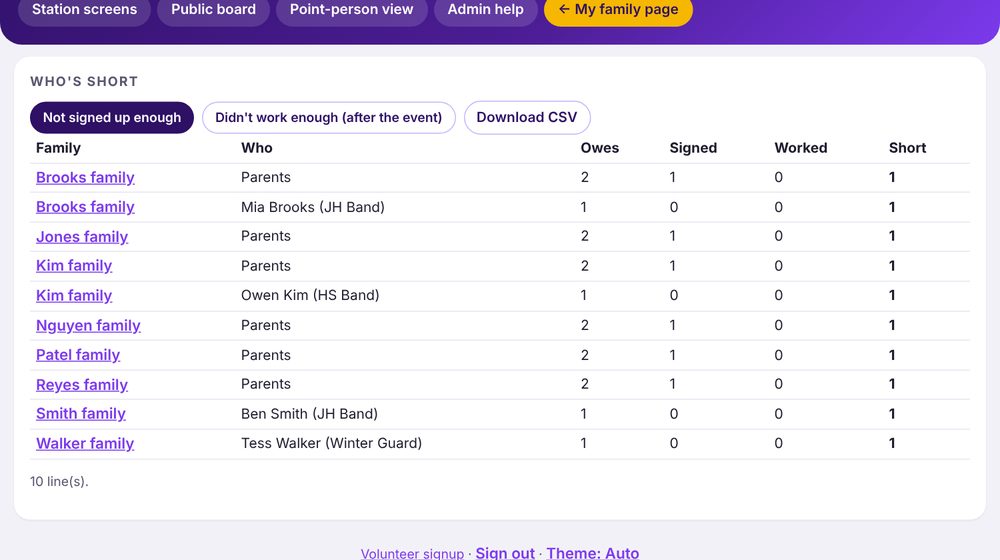 Station screens Public board Point-person view Admin help ← My family page
WHO'S SHORT
Not signed up enough Didn't work enough (after the event) Download CSV
Family Who Owes Signed Worked Short
Brooks family Parents 2 1 0 1
Brooks family Mia Brooks (JH Band) 1 0 0 1
Jones family Parents 2 1 0 1
Kim family Parents 2 1 0 1
Kim family Owen Kim (HS Band) 1 0 0 1
Nguyen family Parents 2 1 0 1
Patel family Parents 2 1 0 1
Reyes family Parents 2 1 0 1
Smith family Ben Smith (JH Band) 1 0 0 1
Walker family Tess Walker (Winter Guard) 1 0 0 1
10 line(s).
Volunteer signup · Sign out · Theme: Auto